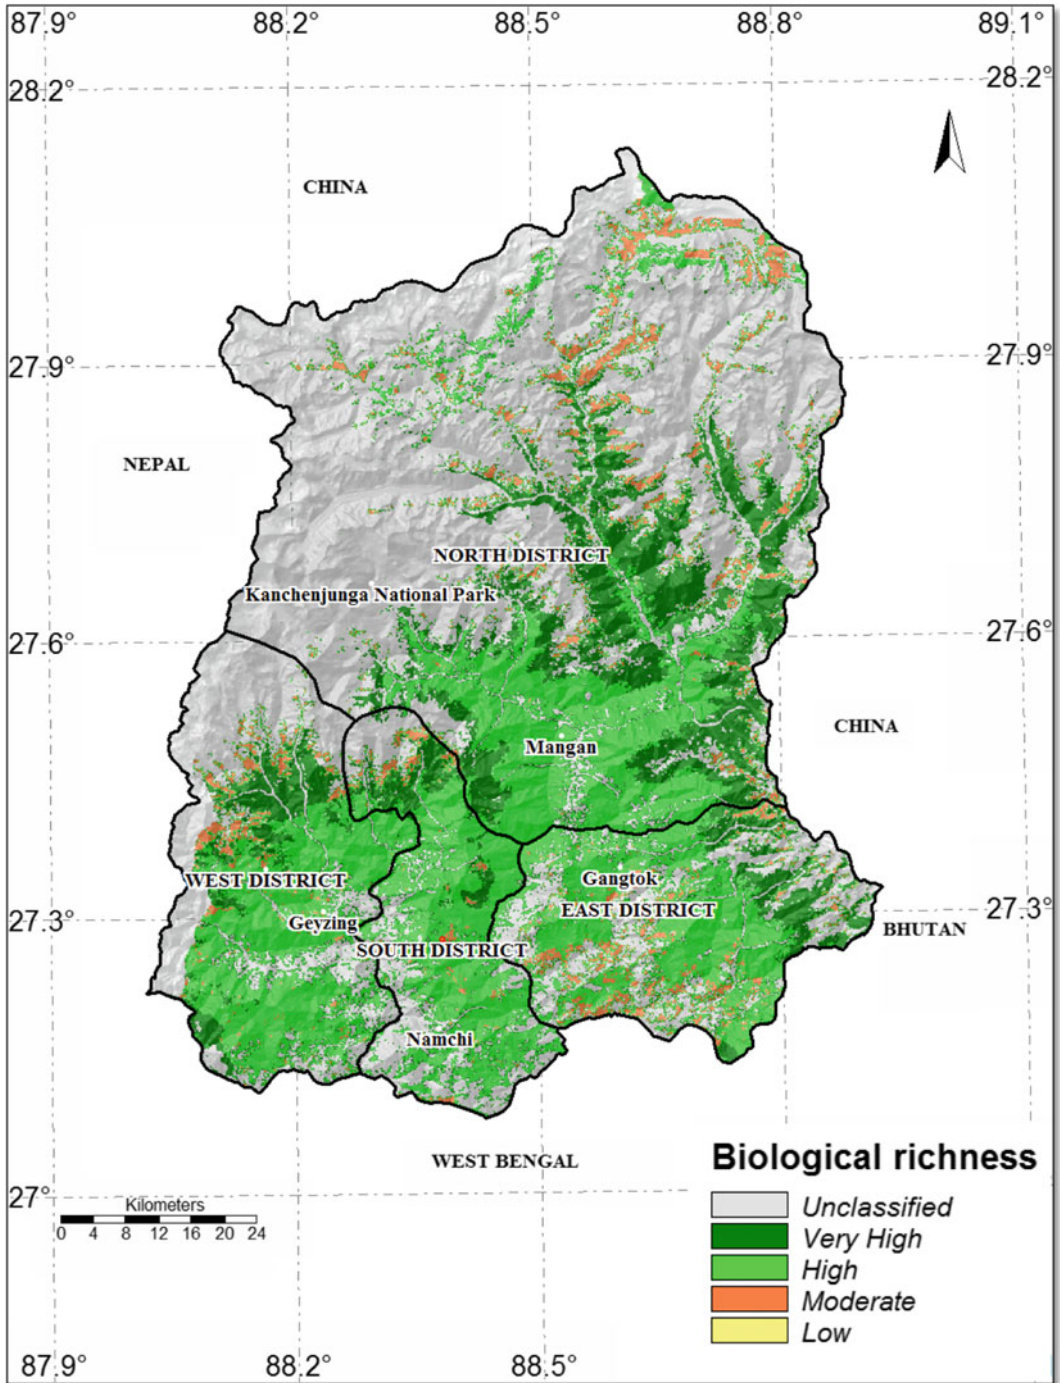 87.9° 88.2° 88.5° 88.8° 89.1°
28.2° 28.2°
CHINA
27.9° 27.9°
NEPAL
NORTH DISTRICT
Kanchenjunga National Park
27.6° 27.6°
CHINA
Mangan
WEST DISTRICT
Gangtok
EAST DISTRICT
27.3° 27.3°
Geyzing
BHUTAN
SOUTH DISTRICT
Namchi
WEST BENGAL
Biological richness
27°
Kilometers
0 4 8 12 16 20 24
Unclassified
Very High
High
Moderate
Low
87.9° 88.2° 88.5°